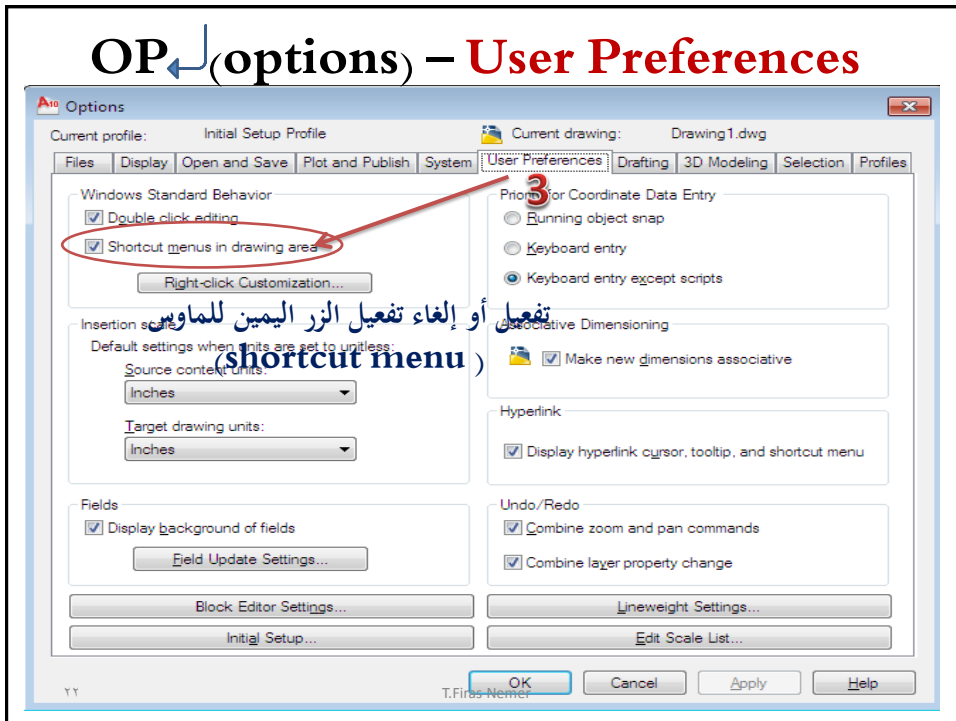 OP (options) – User Preferences
A10 Options
Current profile: Initial Setup Profile Current drawing: Drawing1.dwg
Files Display Open and Save Plot and Publish System User Preferences Drafting 3D Modeling Selection Profiles
Windows Standard Behavior
Double click editing
Shortcut menus in drawing area
Right-click Customization...
3
Priority for Coordinate Data Entry
Running object snap
Keyboard entry
Keyboard entry except scripts
تفعيل أو إلغاء تفعيل الزر اليمين للماوس
(shortcut menu )
Insertion scale
Default settings when units are set to unitless:
Source content units:
Inches
Target drawing units:
Inches
Associative Dimensioning
Make new dimensions associative
Hyperlink
Display hyperlink cursor, tooltip, and shortcut menu
Fields
Display background of fields
Field Update Settings...
Undo/Redo
Combine zoom and pan commands
Combine layer property change
Block Editor Settings...
Lineweight Settings...
Initial Setup...
Edit Scale List...
OK Cancel Apply Help
٢٢ T.Firas Nemer